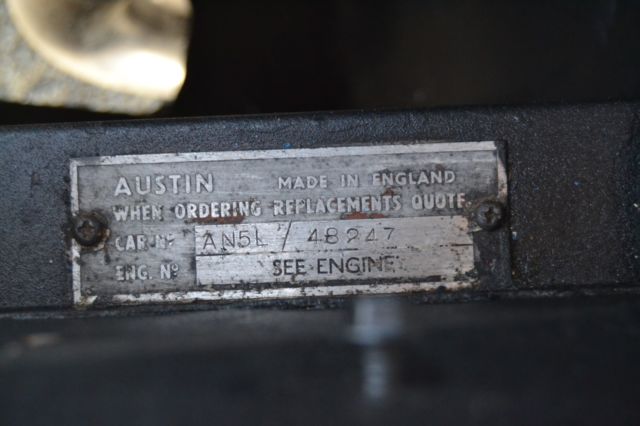 AUSTIN MADE IN ENGLAND
WHEN ORDERING REPLACEMENTS QUOTE
CAR Nº AN5L / 48247
ENG. Nº SEE ENGINE